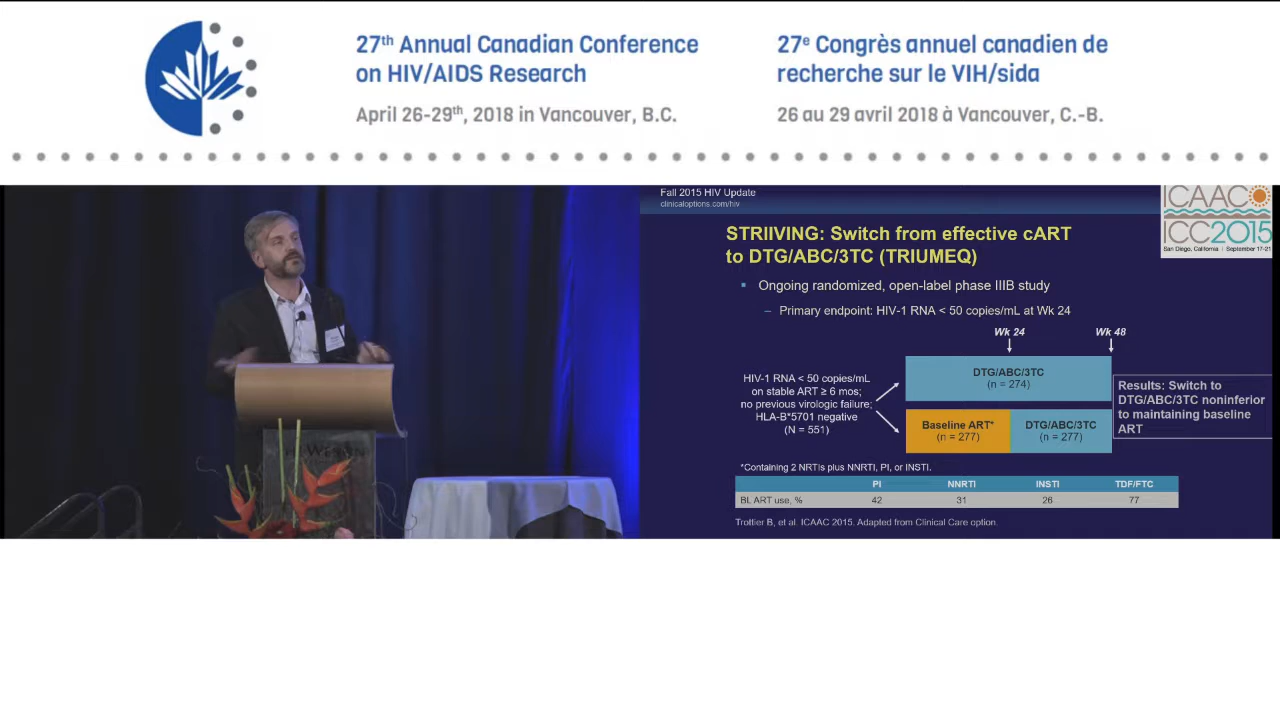 27th Annual Canadian Conference
on HIV/AIDS Research
April 26-29th, 2018 in Vancouver, B.C.
27e Congrès annuel canadien de
recherche sur le VIH/sida
26 au 29 avril 2018 à Vancouver, C.-B.
Fall 2015 HIV Update
clinicaloptions.com/hiv
ICAAC
ICC2015
San Diego, California | September 17-21
STRIIVING: Switch from effective cART
to DTG/ABC/3TC (TRIUMEQ)
▪ Ongoing randomized, open-label phase IIIB study
– Primary endpoint: HIV-1 RNA < 50 copies/mL at Wk 24
Wk 24
Wk 48
HIV-1 RNA < 50 copies/mL
on stable ART ≥ 6 mos;
no previous virologic failure;
HLA-B*5701 negative
(N = 551)
DTG/ABC/3TC
(n = 274)
Baseline ART*
(n = 277)
DTG/ABC/3TC
(n = 277)
Results: Switch to
DTG/ABC/3TC noninferior
to maintaining baseline
ART
*Containing 2 NRTIs plus NNRTI, PI, or INSTI.
PI NNRTI INSTI TDF/FTC
BL ART use, % 42 31 26 77
Trottier B, et al. ICAAC 2015. Adapted from Clinical Care option.